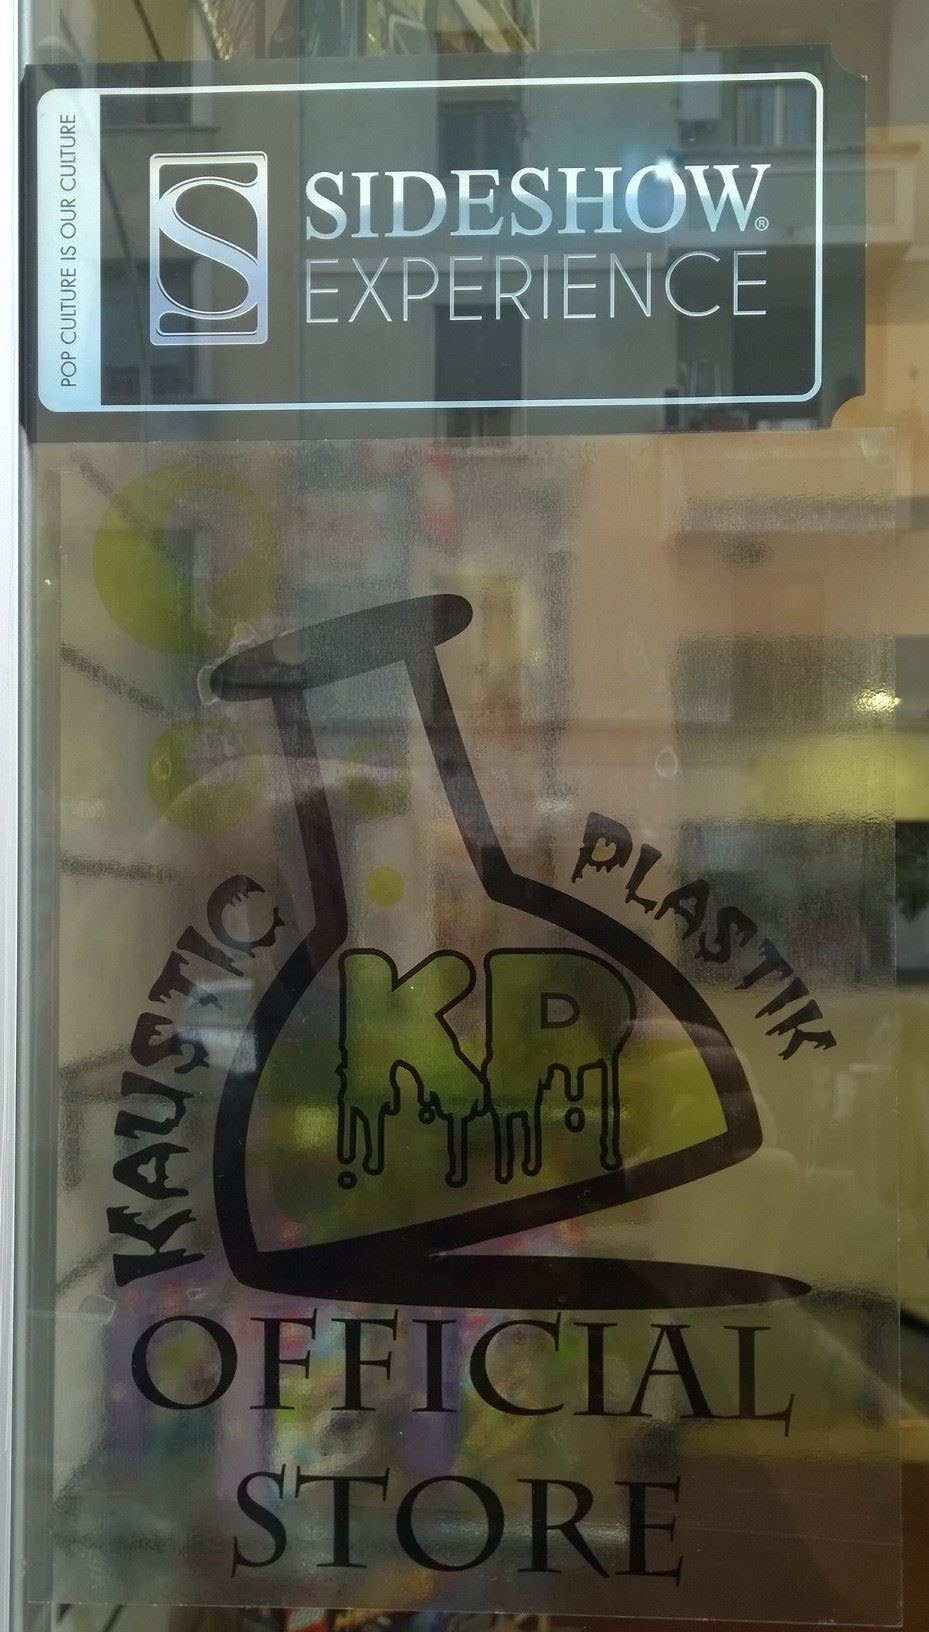 POP CULTURE IS OUR CULTURE
S
SIDESHOW®
EXPERIENCE
KAUSTIC
PLASTIK
KP
OFFICIAL
STORE